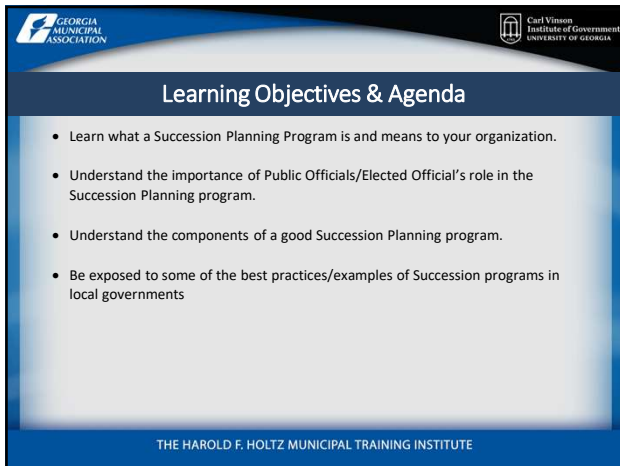 GEORGIA
MUNICIPAL
ASSOCIATION
Carl Vinson
Institute of Government
UNIVERSITY OF GEORGIA
Learning Objectives & Agenda
• Learn what a Succession Planning Program is and means to your organization.
• Understand the importance of Public Officials/Elected Official's role in the
Succession Planning program.
• Understand the components of a good Succession Planning program.
• Be exposed to some of the best practices/examples of Succession programs in
local governments
THE HAROLD F. HOLTZ MUNICIPAL TRAINING INSTITUTE